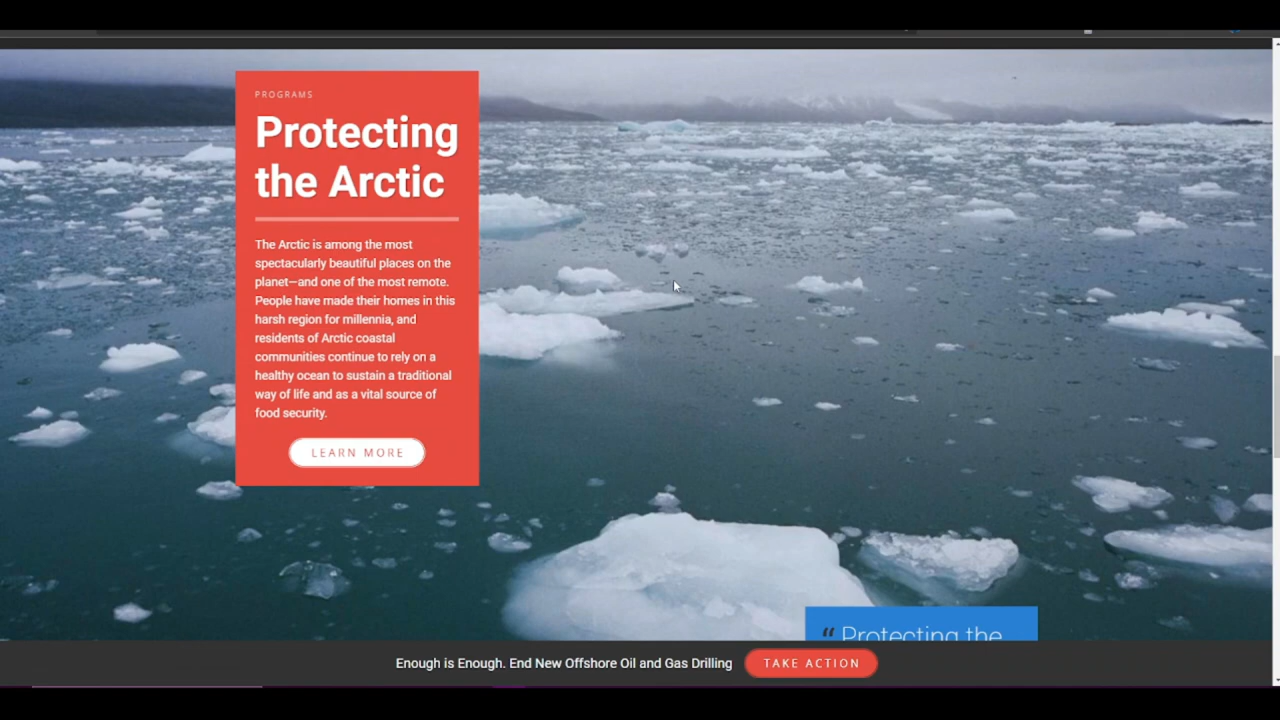 PROGRAMS
Protecting
the Arctic
The Arctic is among the most
spectacularly beautiful places on the
planet—and one of the most remote.
People have made their homes in this
harsh region for millennia, and
residents of Arctic coastal
communities continue to rely on a
healthy ocean to sustain a traditional
way of life and as a vital source of
food security.
LEARN MORE
“ Protecting the
Enough is Enough. End New Offshore Oil and Gas Drilling TAKE ACTION